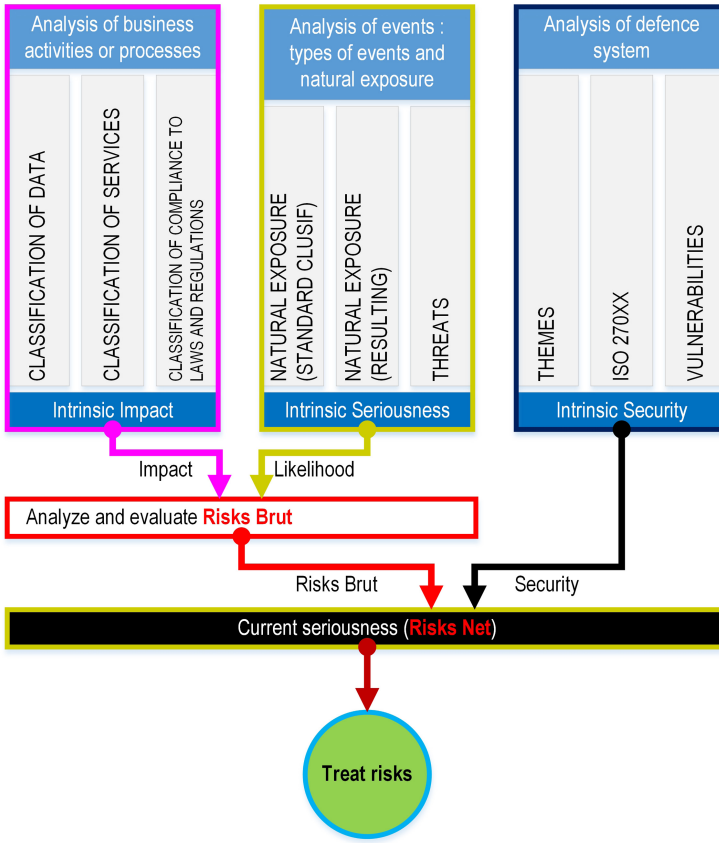 Analysis of business
activities or processes
CLASSIFICATION OF DATA
CLASSIFICATION OF SERVICES
CLASSIFICATION OF COMPLIANCE TO
LAWS AND REGULATIONS
Intrinsic Impact
Analysis of events :
types of events and
natural exposure
NATURAL EXPOSURE
(STANDARD CLUSIF)
NATURAL EXPOSURE
(RESULTING)
THREATS
Intrinsic Seriousness
Analysis of defence
system
THEMES
ISO 270XX
VULNERABILITIES
Intrinsic Security
Impact
Likelihood
Analyze and evaluate Risks Brut
Risks Brut
Security
Current seriousness (Risks Net)
Treat risks